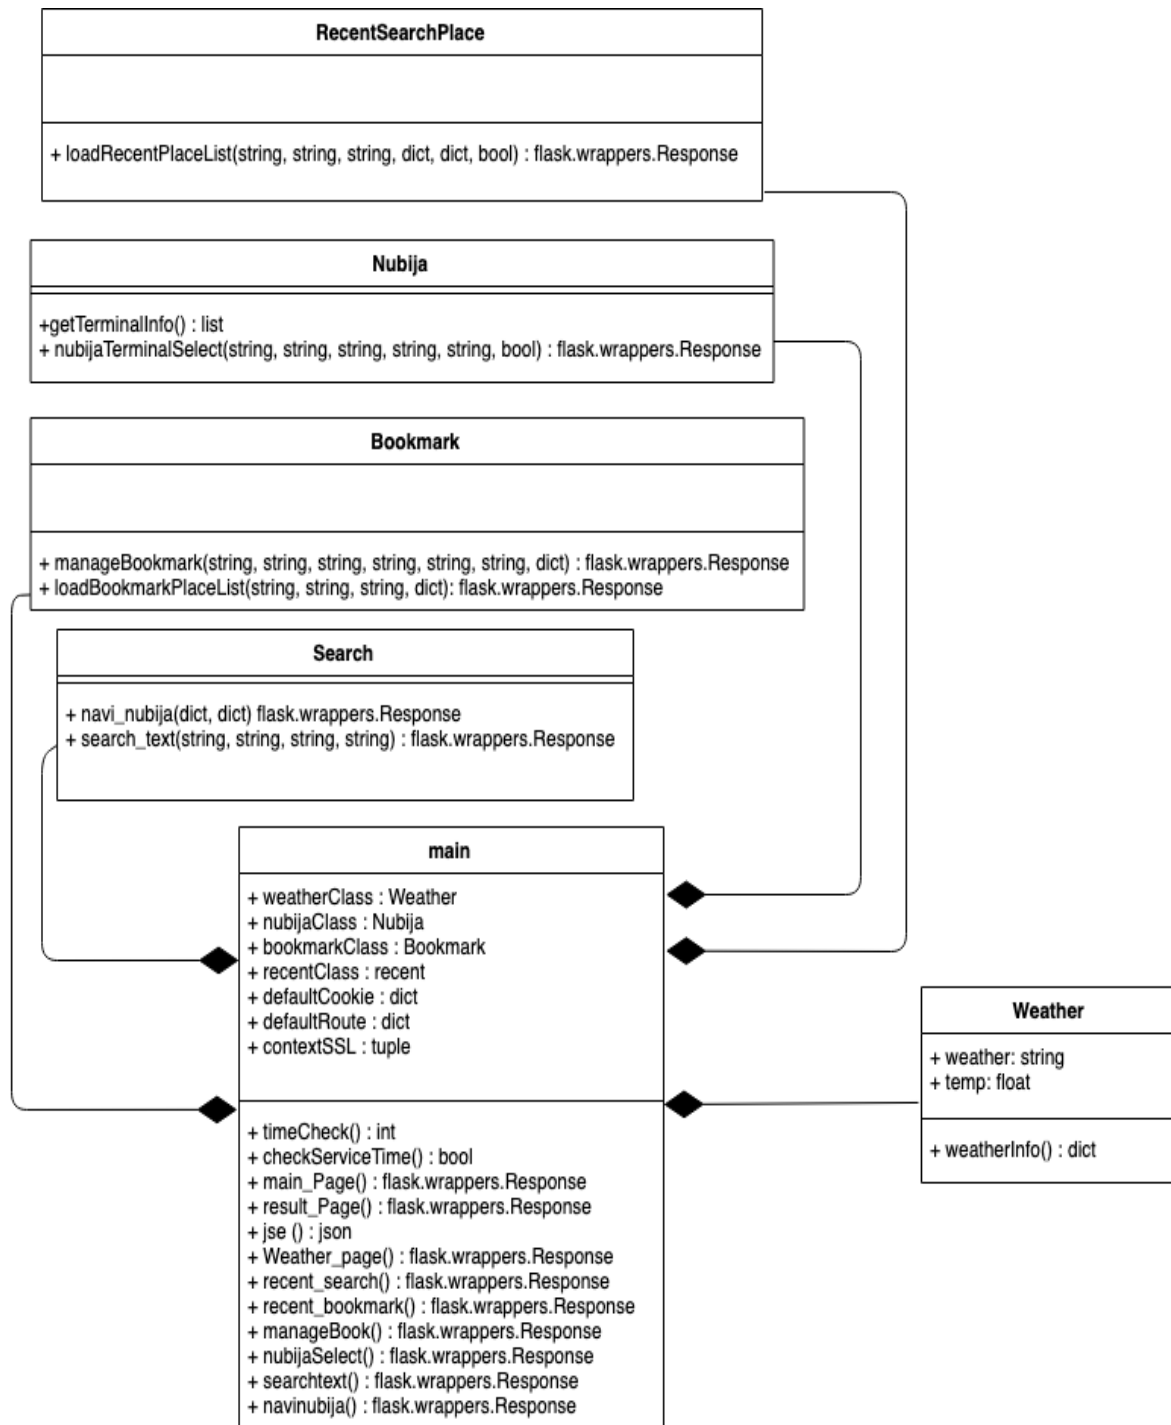 RecentSearchPlace
+ loadRecentPlaceList(string, string, string, dict, dict, bool) : flask.wrappers.Response
Nubija
+getTerminalInfo() : list
+ nubijaTerminalSelect(string, string, string, string, string, bool) : flask.wrappers.Response
Bookmark
+ manageBookmark(string, string, string, string, string, string, dict) : flask.wrappers.Response
+ loadBookmarkPlaceList(string, string, string, dict): flask.wrappers.Response
Search
+ navi_nubija(dict, dict) flask.wrappers.Response
+ search_text(string, string, string, string) : flask.wrappers.Response
main
+ weatherClass : Weather
+ nubijaClass : Nubija
+ bookmarkClass : Bookmark
+ recentClass : recent
+ defaultCookie : dict
+ defaultRoute : dict
+ contextSSL : tuple
+ timeCheck() : int
+ checkServiceTime() : bool
+ main_Page() : flask.wrappers.Response
+ result_Page() : flask.wrappers.Response
+ jse () : json
+ Weather_page() : flask.wrappers.Response
+ recent_search() : flask.wrappers.Response
+ recent_bookmark() : flask.wrappers.Response
+ manageBook() : flask.wrappers.Response
+ nubijaSelect() : flask.wrappers.Response
+ searchtext() : flask.wrappers.Response
+ navinubija() : flask.wrappers.Response
Weather
+ weather: string
+ temp: float
+ weatherInfo() : dict